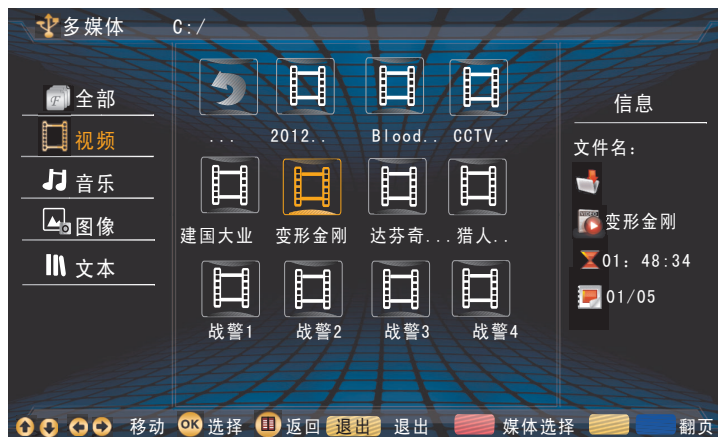 多媒体 C:/
全部
视频
音乐
图像
文本
... 2012.. Blood.. CCTV..
建国大业 变形金刚 达芬奇... 猎人..
战警1 战警2 战警3 战警4
信息
文件名:
VIDEO
变形金刚
01: 48:34
01/05
移动 OK 选择 返回 退出 退出 媒体选择 翻页